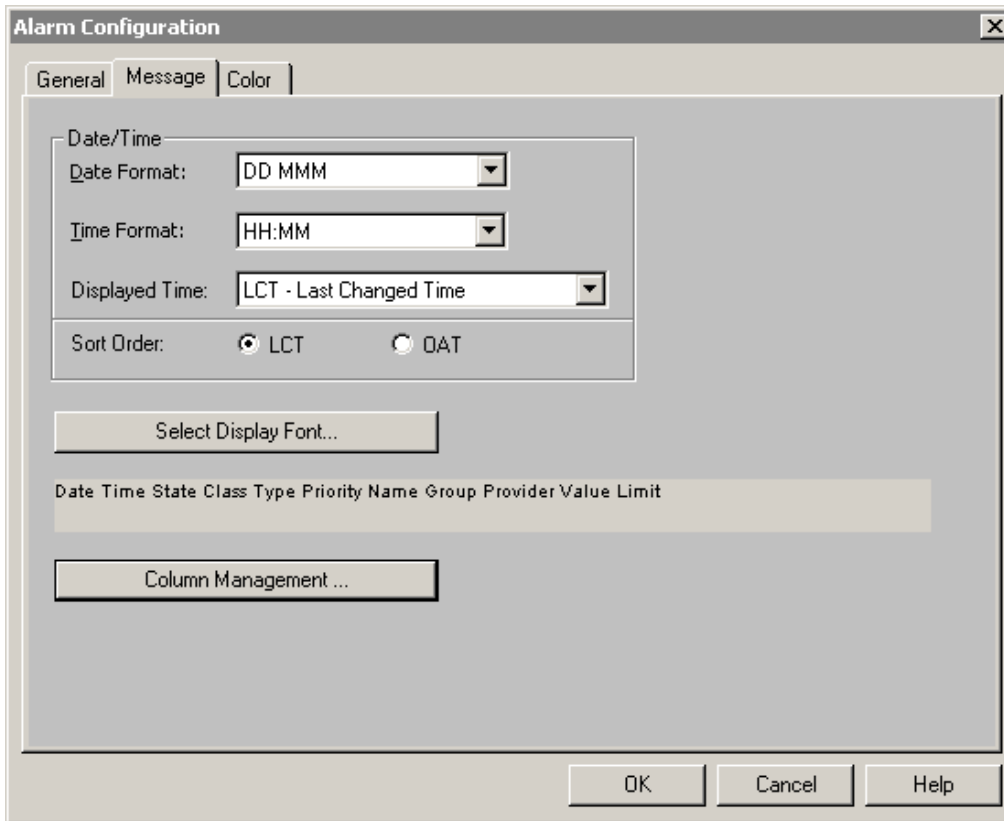 Alarm Configuration
General Message Color
Date/Time
Date Format: DD MMM
Time Format: HH:MM
Displayed Time: LCT - Last Changed Time
Sort Order: LCT OAT
Select Display Font...
Date Time State Class Type Priority Name Group Provider Value Limit
Column Management ...
OK Cancel Help